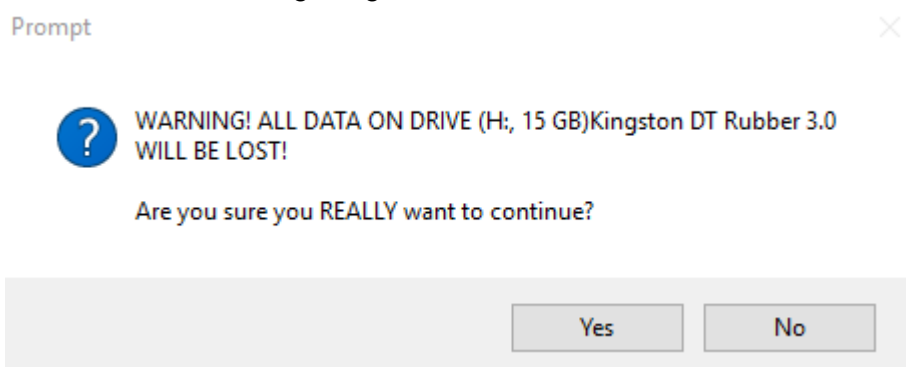 Prompt
WARNING! ALL DATA ON DRIVE (H:, 15 GB)Kingston DT Rubber 3.0
WILL BE LOST!
Are you sure you REALLY want to continue?
Yes No